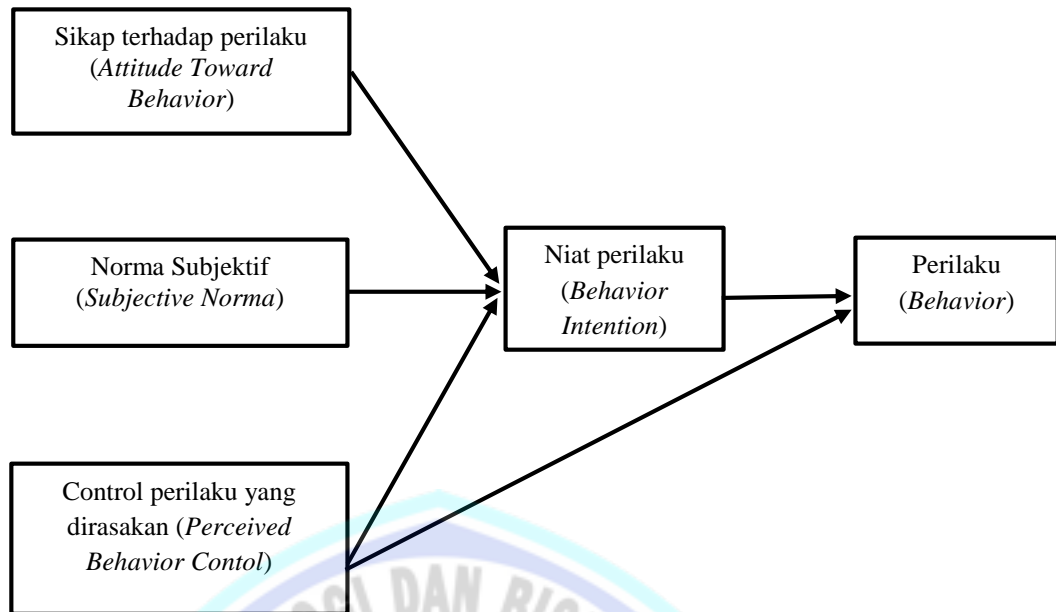 Sikap terhadap perilaku
(Attitude Toward
Behavior)
Norma Subjektif
(Subjective Norma)
Niat perilaku
(Behavior
Intention)
Perilaku
(Behavior)
Control perilaku yang
dirasakan (Perceived
Behavior Contol)
DAN